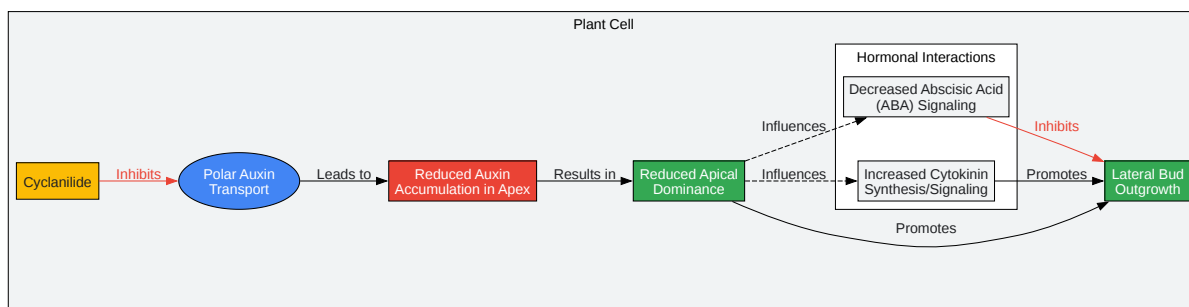 Plant Cell
Hormonal Interactions
Decreased Abscisic Acid
(ABA) Signaling
Influences
Inhibits
Cyclanilide
Inhibits
Polar Auxin
Transport
Leads to
Reduced Auxin
Accumulation in Apex
Results in
Reduced Apical
Dominance
Influences
Increased Cytokinin
Synthesis/Signaling
Promotes
Lateral Bud
Outgrowth
Promotes